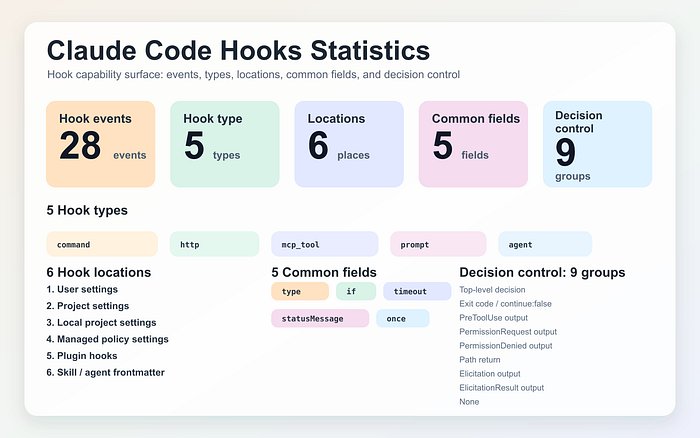 Claude Code Hooks Statistics
Hook capability surface: events, types, locations, common fields, and decision control
Hook events
28 events
Hook type
5 types
Locations
6 places
Common fields
5 fields
Decision
control
9
groups
5 Hook types
command
http
mcp_tool
prompt
agent
6 Hook locations
1. User settings
2. Project settings
3. Local project settings
4. Managed policy settings
5. Plugin hooks
6. Skill / agent frontmatter
5 Common fields
type
if
timeout
statusMessage
once
Decision control: 9 groups
Top-level decision
Exit code / continue:false
PreToolUse output
PermissionRequest output
PermissionDenied output
Path return
Elicitation output
ElicitationResult output
None